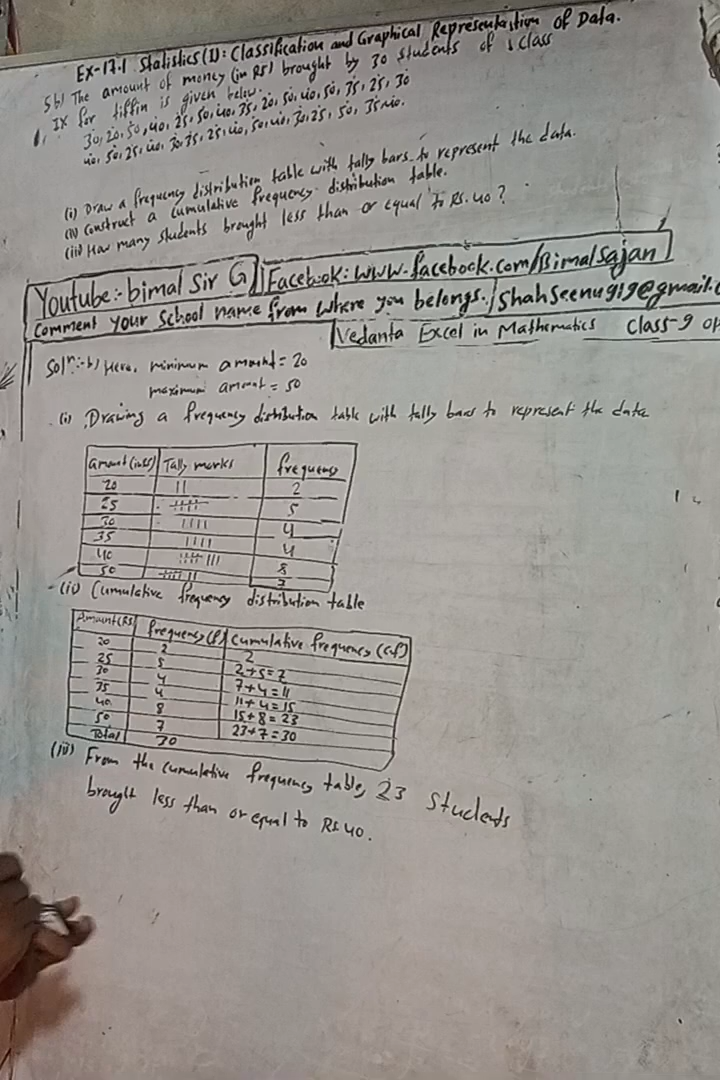 Ex-17.1 Statistics (I): Classification and Graphical Representation of Data.
5b) The amount of money (in RS) brought by 30 students of class
IX for tiffin is given below.
30, 20, 50, 40, 25, 50, 40, 35, 20, 50, 40, 50, 35, 25, 30
40, 50, 25, 40, 30, 35, 25, 40, 50, 40, 30, 25, 50, 35, 40.
(i) Draw a frequency distribution table with tally bars to represent the data.
(ii) Construct a cumulative frequency distribution table.
(iii) How many students brought less than or equal to Rs. 40?
Youtube:- bimal Sir G Facebook: www.facebook.com/Bimalsajan
Comment your School name from where you belongs. / Shahseenu919@gmail.
Vedanta Excel in Mathematics Class-9 op
Solⁿ:-b) Here, minimum amount = 20
maximum amount = 50
(i) Drawing a frequency distribution table with tally bars to represent the data
amount (in RS) Tally marks frequency
20 || 2
25 5
30 |||| 4
35 |||| 4
40 8
50 7
(ii) Cumulative frequency distribution table
Amount (RS) frequency (f) Cumulative frequency (c.f)
20 2 2
25 5 2+5=7
30 4 7+4=11
35 4 11+4=15
40 8 15+8=23
50 7 23+7=30
Total 30
(iii) From the cumulative frequency table, 23 students
brought less than or equal to Rs 40.